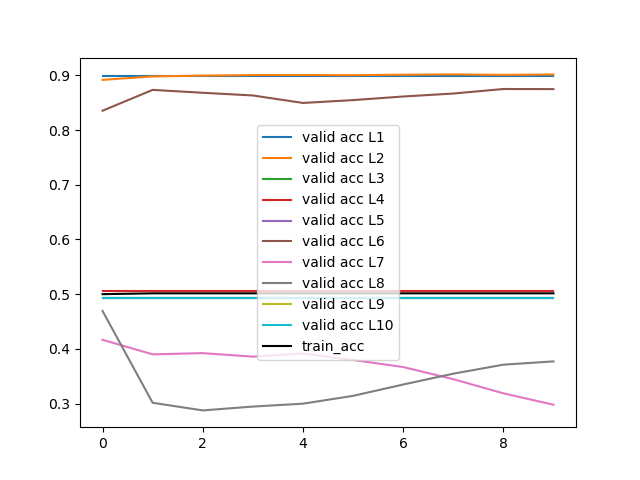 0.9
0.8
0.7
0.6
0.5
0.4
0.3
valid acc L1
valid acc L2
valid acc L3
valid acc L4
valid acc L5
valid acc L6
valid acc L7
valid acc L8
valid acc L9
valid acc L10
train_acc
0 2 4 6 8